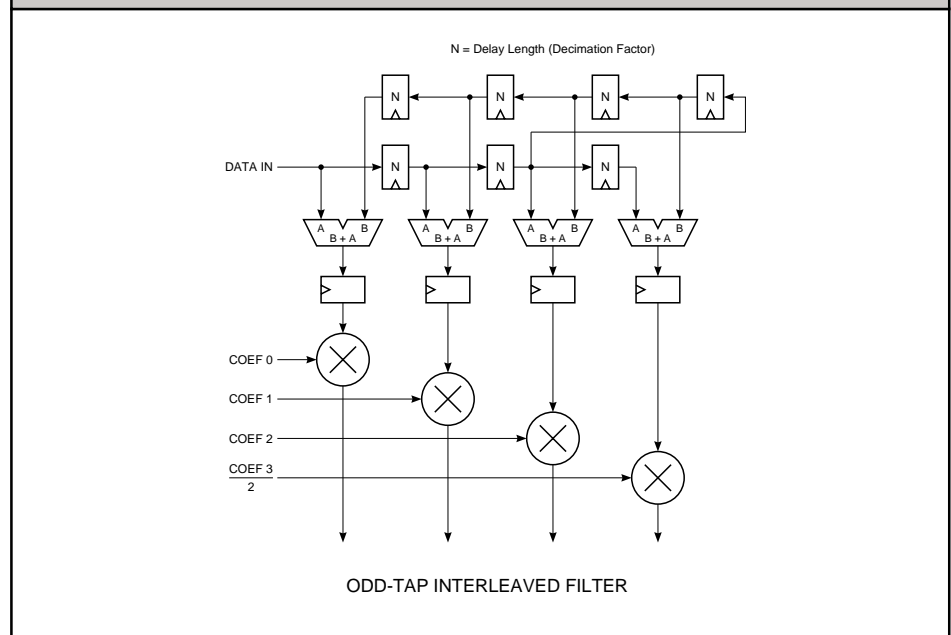 N = Delay Length (Decimation Factor)
N N N N
DATA IN N N N
A B A B A B A B
B + A B + A B + A B + A
COEF 0
COEF 1
COEF 2
COEF 3
2
ODD-TAP INTERLEAVED FILTER